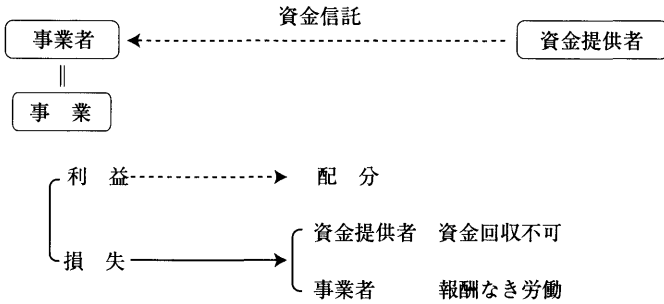 資金信託
事業者 資金提供者
事 業
利 益 配 分
資金提供者 資金回収不可
損 失
事業者 報酬なき労働